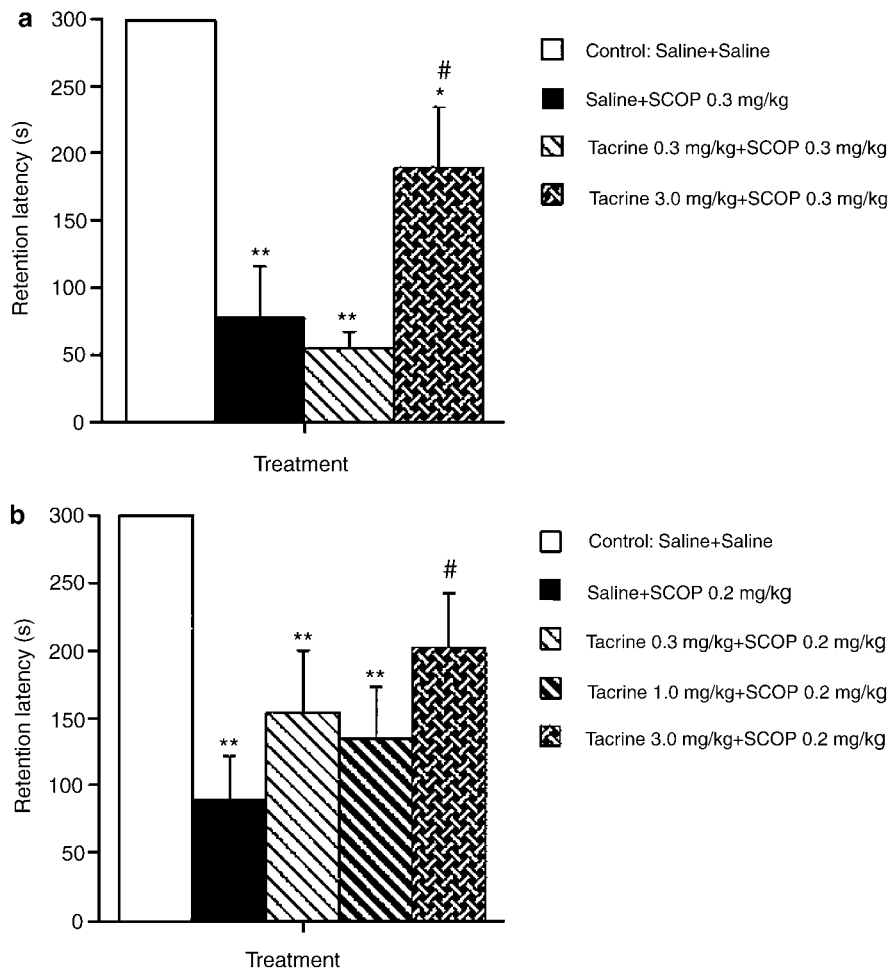 a
300
250
200
150
100
50
0
Retention latency (s)
**
**
#
*
Treatment
Control: Saline+Saline
Saline+SCOP 0.3 mg/kg
Tacrine 0.3 mg/kg+SCOP 0.3 mg/kg
Tacrine 3.0 mg/kg+SCOP 0.3 mg/kg
b
300
250
200
150
100
50
0
Retention latency (s)
**
**
**
#
Treatment
Control: Saline+Saline
Saline+SCOP 0.2 mg/kg
Tacrine 0.3 mg/kg+SCOP 0.2 mg/kg
Tacrine 1.0 mg/kg+SCOP 0.2 mg/kg
Tacrine 3.0 mg/kg+SCOP 0.2 mg/kg